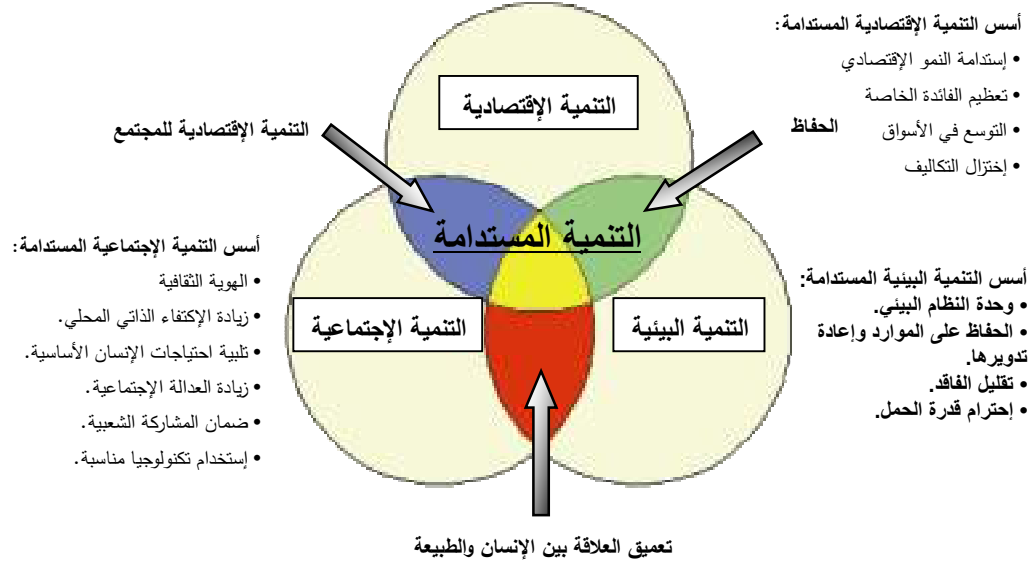 أسس التنمية الإقتصادية المستدامة:
• إستدامة النمو الإقتصادي
• تعظيم الفائدة الخاصة
• التوسع في الأسواق
• إختزال التكاليف
الحفاظ
التنمية الإقتصادية
التنمية الإقتصادية للمجتمع
التنمية المستدامة
أسس التنمية البيئية المستدامة:
• وحدة النظام البيئي.
• الحفاظ على الموارد وإعادة
تدويرها.
• تقليل الفاقد.
• إحترام قدرة الحمل.
التنمية البيئية
التنمية الإجتماعية
أسس التنمية الإجتماعية المستدامة:
• الهوية الثقافية
• زيادة الإكتفاء الذاتي المحلي.
• تلبية احتياجات الإنسان الأساسية.
• زيادة العدالة الإجتماعية.
• ضمان المشاركة الشعبية.
• إستخدام تكنولوجيا مناسبة.
تعميق العلاقة بين الإنسان والطبيعة